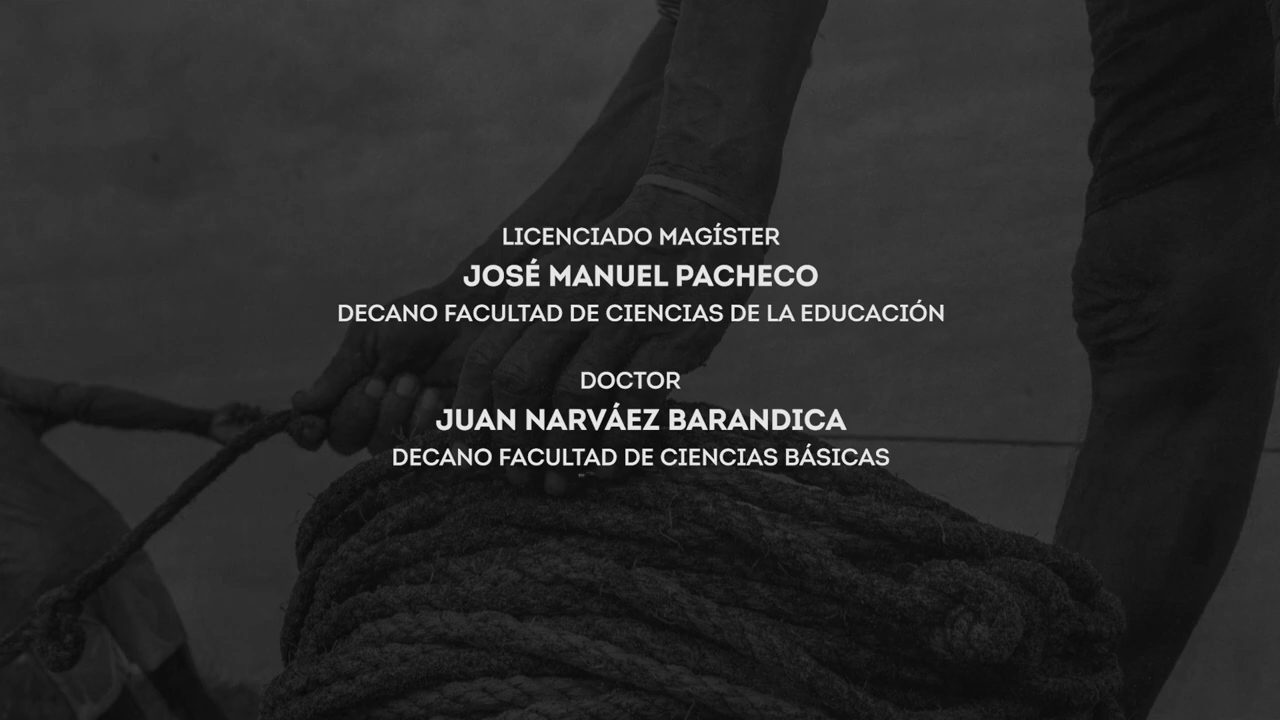 LICENCIADO MAGÍSTER
JOSÉ MANUEL PACHECO
DECANO FACULTAD DE CIENCIAS DE LA EDUCACIÓN
DOCTOR
JUAN NARVÁEZ BARANDICA
DECANO FACULTAD DE CIENCIAS BÁSICAS